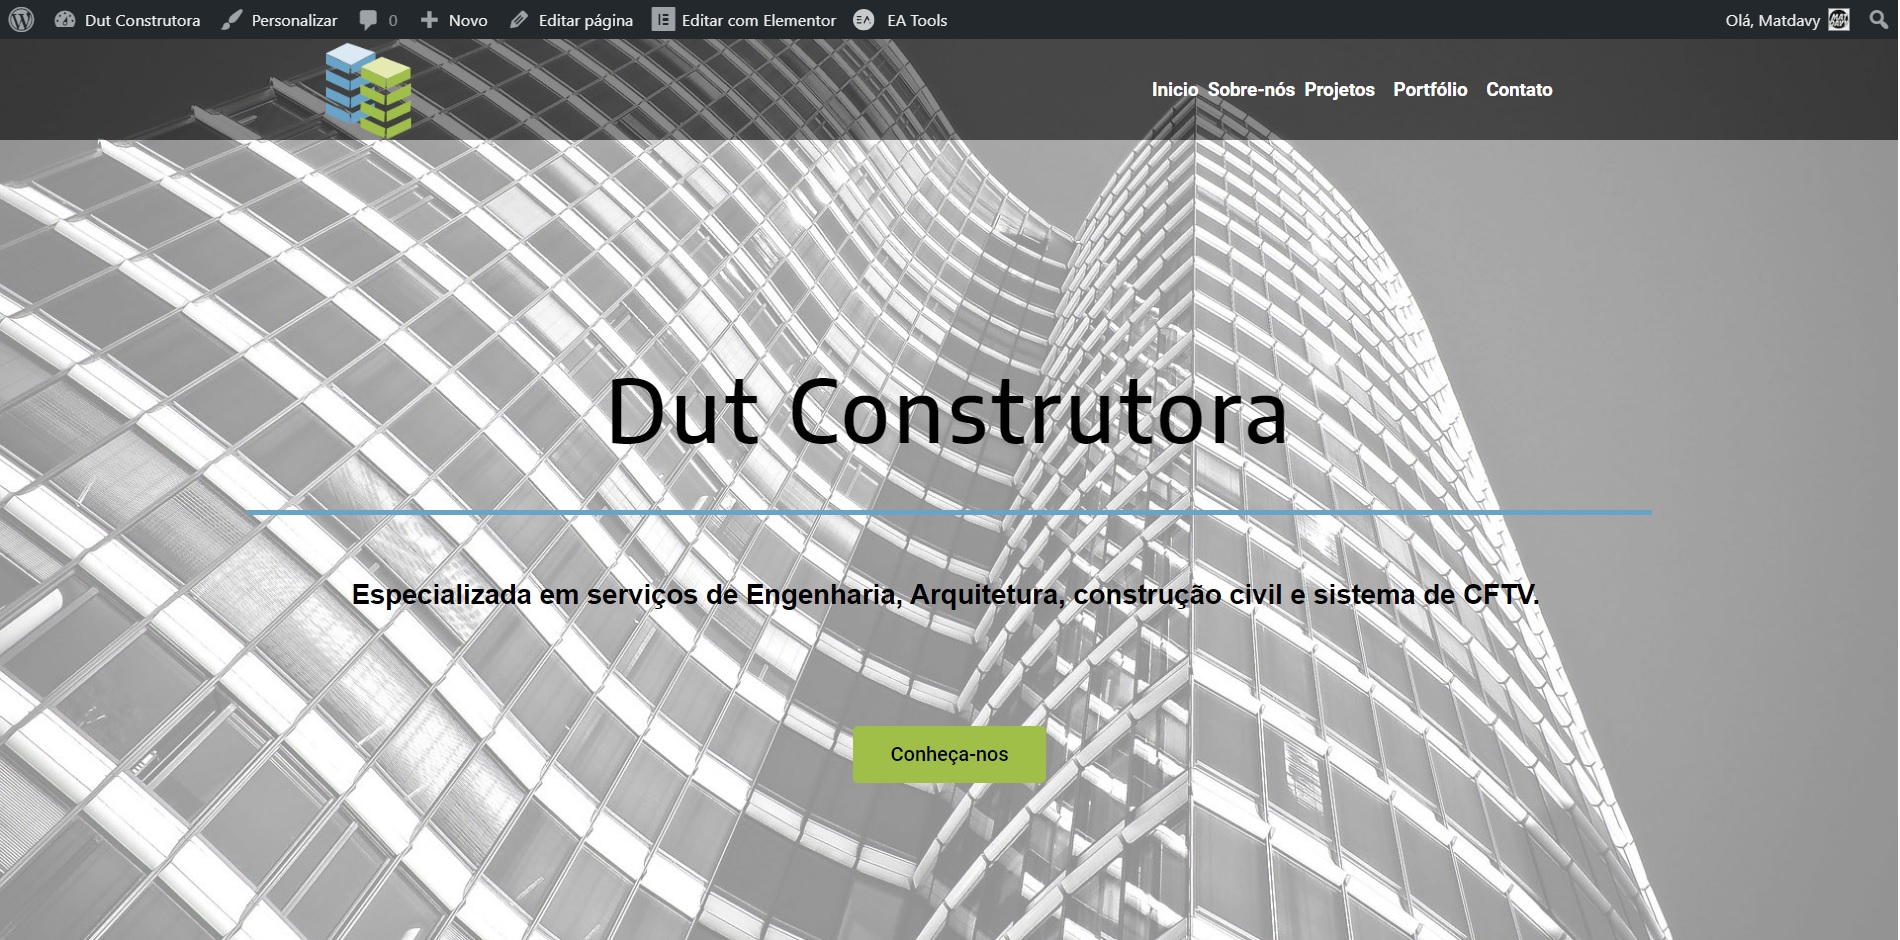 Dut Construtora Personalizar 0 Novo Editar página Editar com Elementor EA EA Tools Olá, Matdavy
Inicio Sobre-nós Projetos Portfólio Contato
Dut Construtora
Especializada em serviços de Engenharia, Arquitetura, construção civil e sistema de CFTV.
Conheça-nos